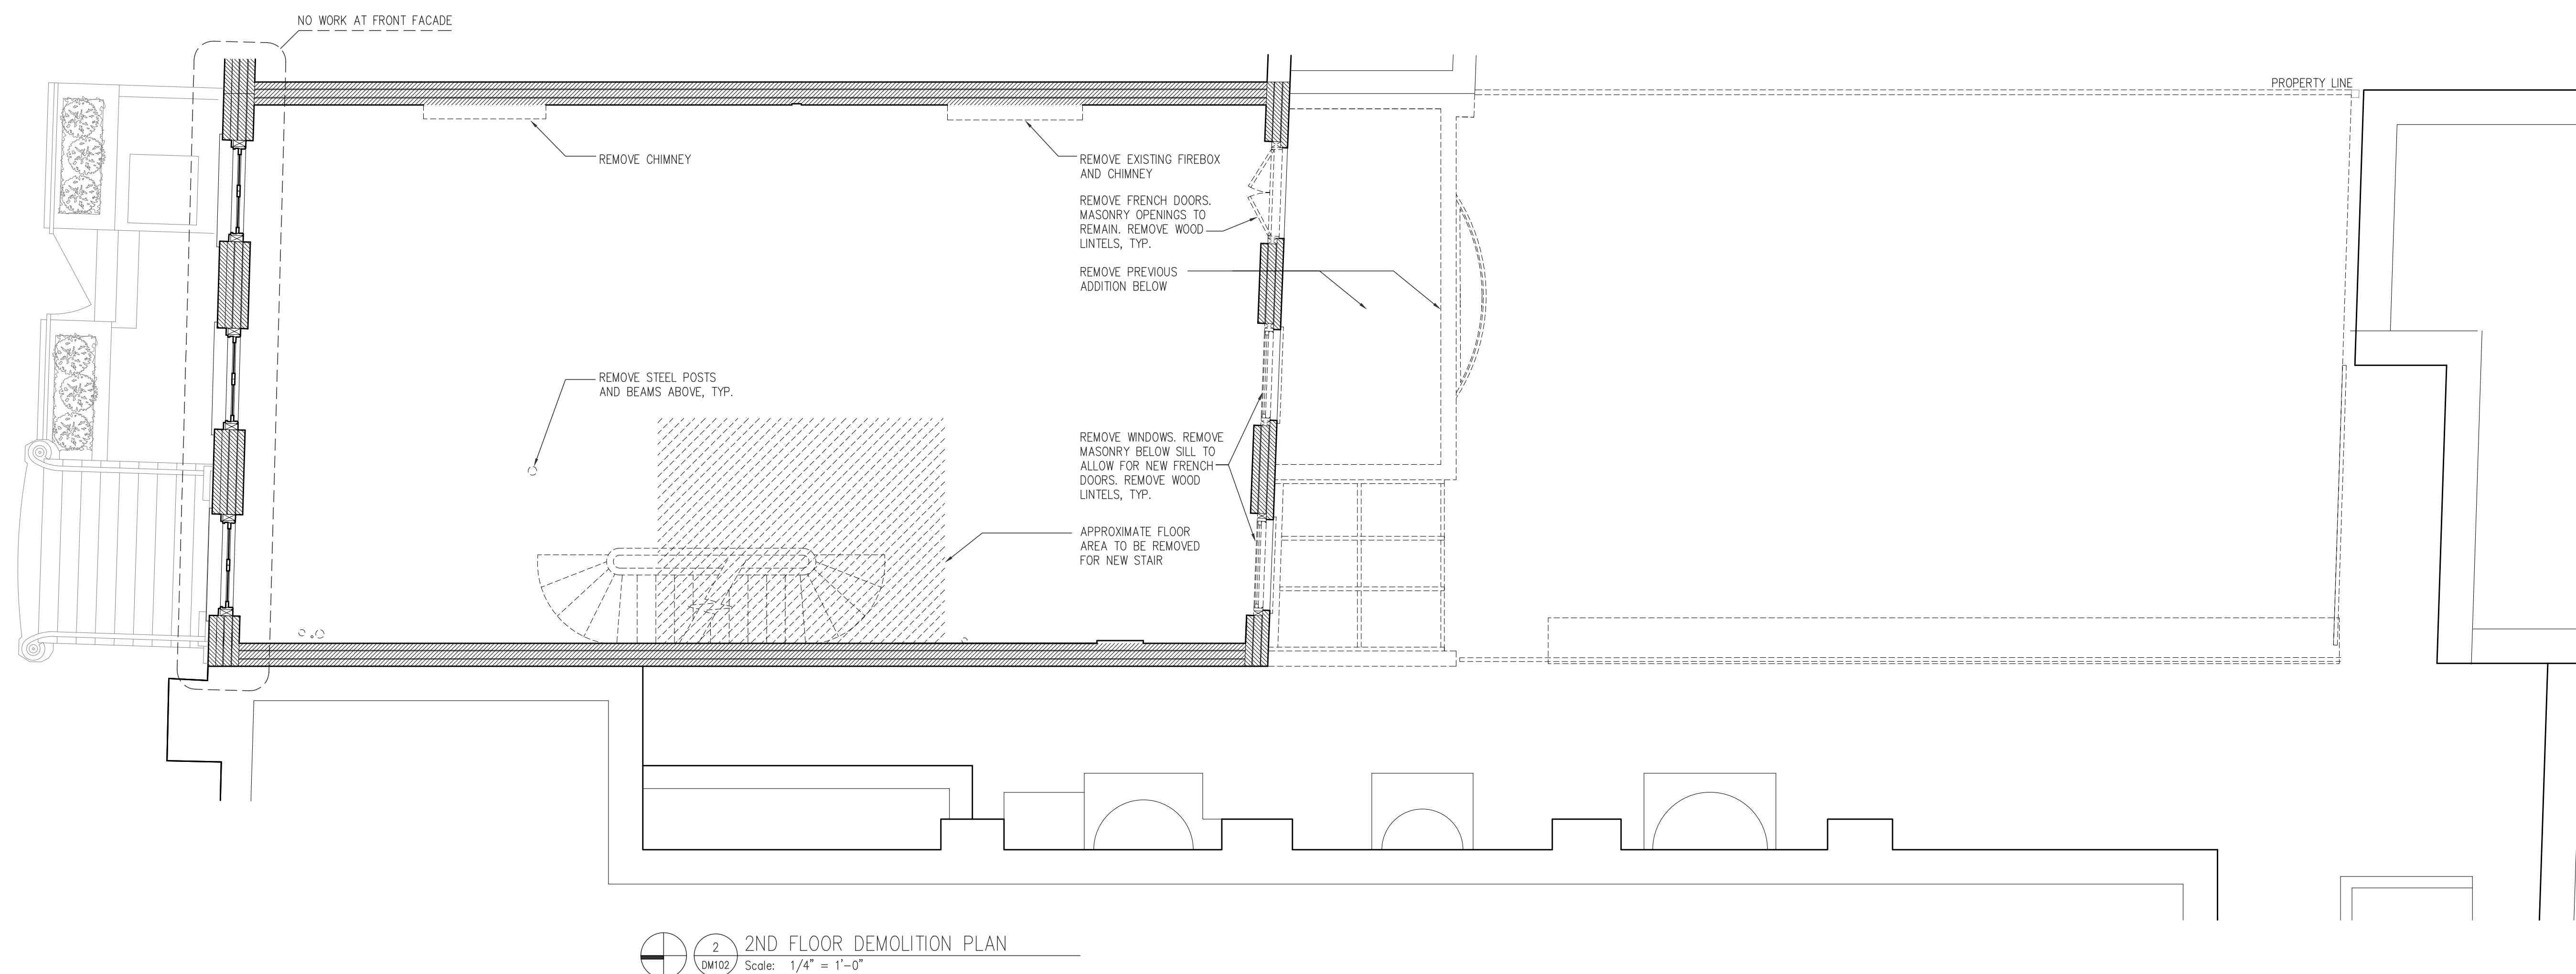 NO WORK AT FRONT FACADE
PROPERTY LINE
REMOVE CHIMNEY
REMOVE EXISTING FIREBOX
AND CHIMNEY
REMOVE FRENCH DOORS.
MASONRY OPENINGS TO
REMAIN. REMOVE WOOD
LINTELS, TYP.
REMOVE PREVIOUS
ADDITION BELOW
REMOVE STEEL POSTS
AND BEAMS ABOVE, TYP.
REMOVE WINDOWS. REMOVE
MASONRY BELOW SILL TO
ALLOW FOR NEW FRENCH
DOORS. REMOVE WOOD
LINTELS, TYP.
APPROXIMATE FLOOR
AREA TO BE REMOVED
FOR NEW STAIR
2
DM102
2ND FLOOR DEMOLITION PLAN
Scale: 1/4" = 1'-0"